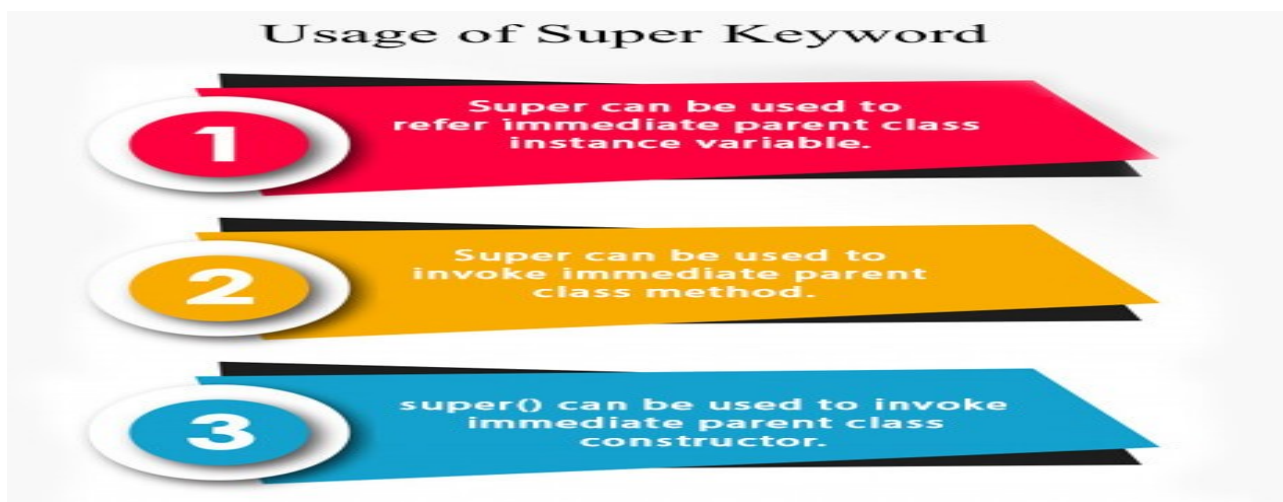 Usage of Super Keyword
1
Super can be used to
refer immediate parent class
instance variable.
2
Super can be used to
invoke immediate parent
class method.
3
super() can be used to invoke
immediate parent class
constructor.